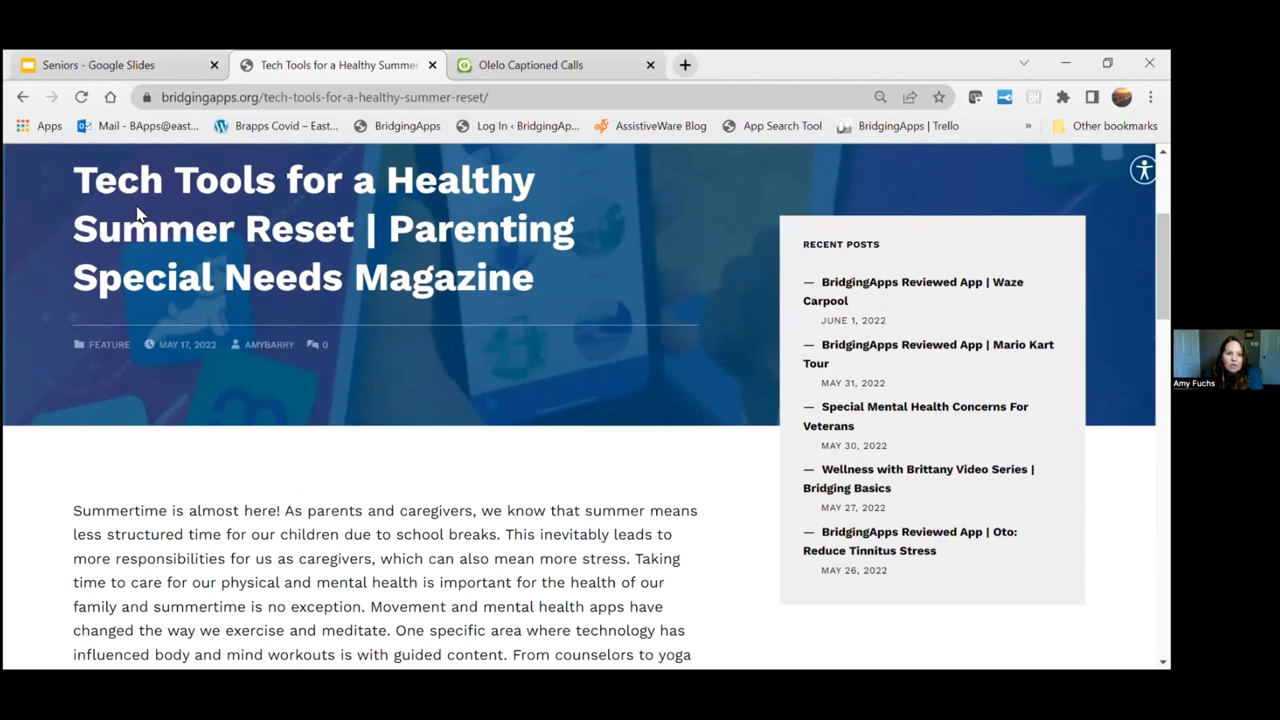 Seniors - Google Slides
Tech Tools for a Healthy Summer
Olelo Captioned Calls
bridgingapps.org/tech-tools-for-a-healthy-summer-reset/
Apps
Mail - BApps@east...
Brapps Covid – East...
BridgingApps
Log In ‹ BridgingAp...
AssistiveWare Blog
App Search Tool
BridgingApps | Trello
»
Other bookmarks
Tech Tools for a Healthy
Summer Reset | Parenting
Special Needs Magazine
FEATURE
MAY 17, 2022
AMYBARRY
0
Summertime is almost here! As parents and caregivers, we know that summer means
less structured time for our children due to school breaks. This inevitably leads to
more responsibilities for us as caregivers, which can also mean more stress. Taking
time to care for our physical and mental health is important for the health of our
family and summertime is no exception. Movement and mental health apps have
changed the way we exercise and meditate. One specific area where technology has
influenced body and mind workouts is with guided content. From counselors to yoga
RECENT POSTS
— BridgingApps Reviewed App | Waze
Carpool
JUNE 1, 2022
— BridgingApps Reviewed App | Mario Kart
Tour
MAY 31, 2022
— Special Mental Health Concerns For
Veterans
MAY 30, 2022
— Wellness with Brittany Video Series |
Bridging Basics
MAY 27, 2022
— BridgingApps Reviewed App | Oto:
Reduce Tinnitus Stress
MAY 26, 2022
Amy Fuchs